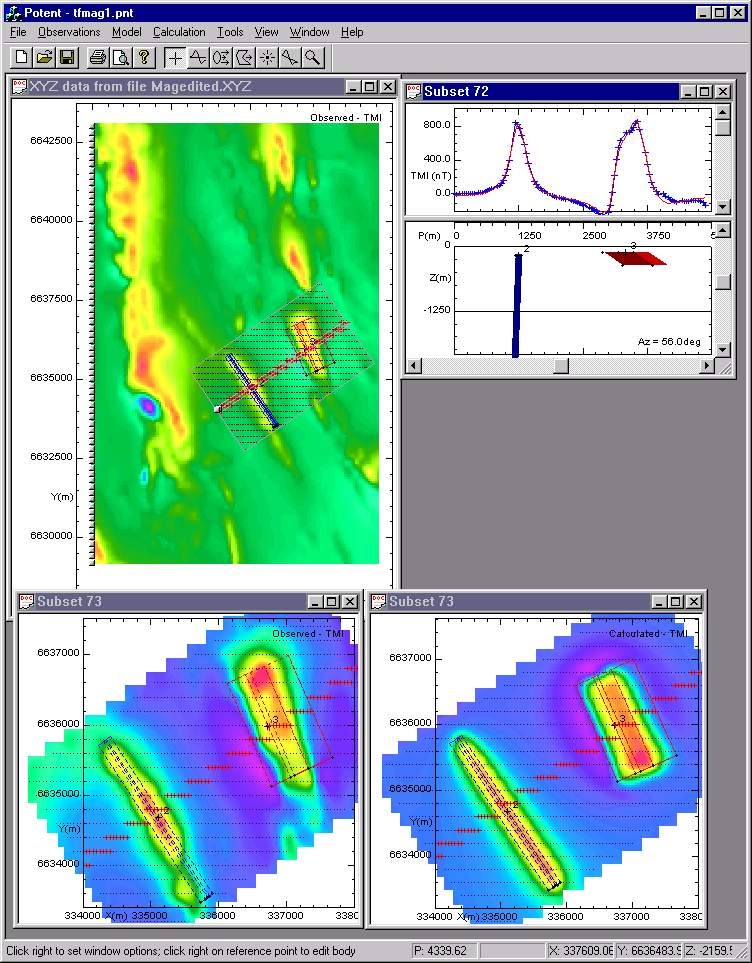 Potent - tfmag1.pnt
File Observations Model Calculation Tools View Window Help
XYZ data from file Magedited.XYZ
Observed - TMI
6642500
6640000
6637500
6635000
6632500
Y(m)
6630000
Subset 72
800.0
400.0
TMI (nT)
0.0
P(m) 0 1250 2500 3750 5
0
2
3
Z(m)
-1250
Az = 56.0deg
Subset 73
Observed - TMI
6637000
6636000
6635000
Y(m)
6634000
3
2
334000 X(m) 335000 336000 337000 3380
Subset 73
Calculated - TMI
6637000
6636000
6635000
Y(m)
6634000
3
2
334000 X(m) 335000 336000 337000 3380
Click right to set window options; click right on reference point to edit body
P: 4339.62
X: 337609.06
Y: 6636483.9
Z: -2159.5